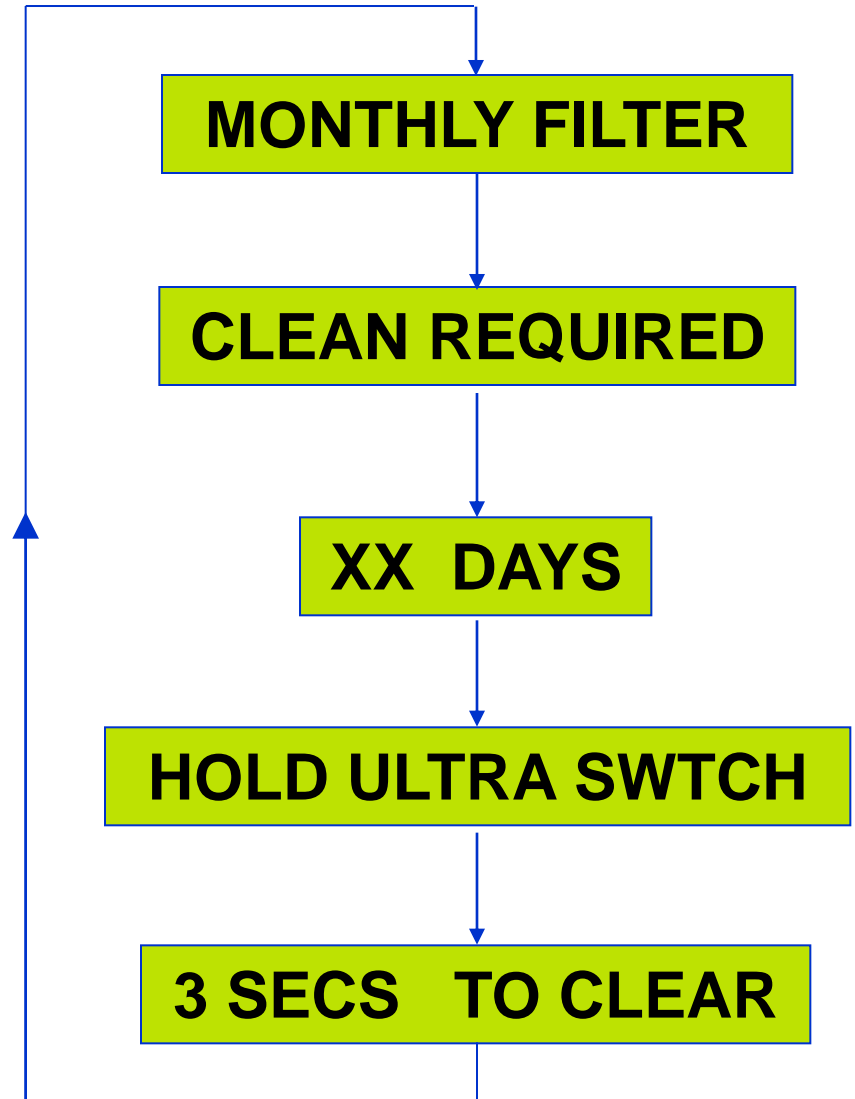 MONTHLY FILTER
CLEAN REQUIRED
XX DAYS
HOLD ULTRA SWTCH
3 SECS TO CLEAR